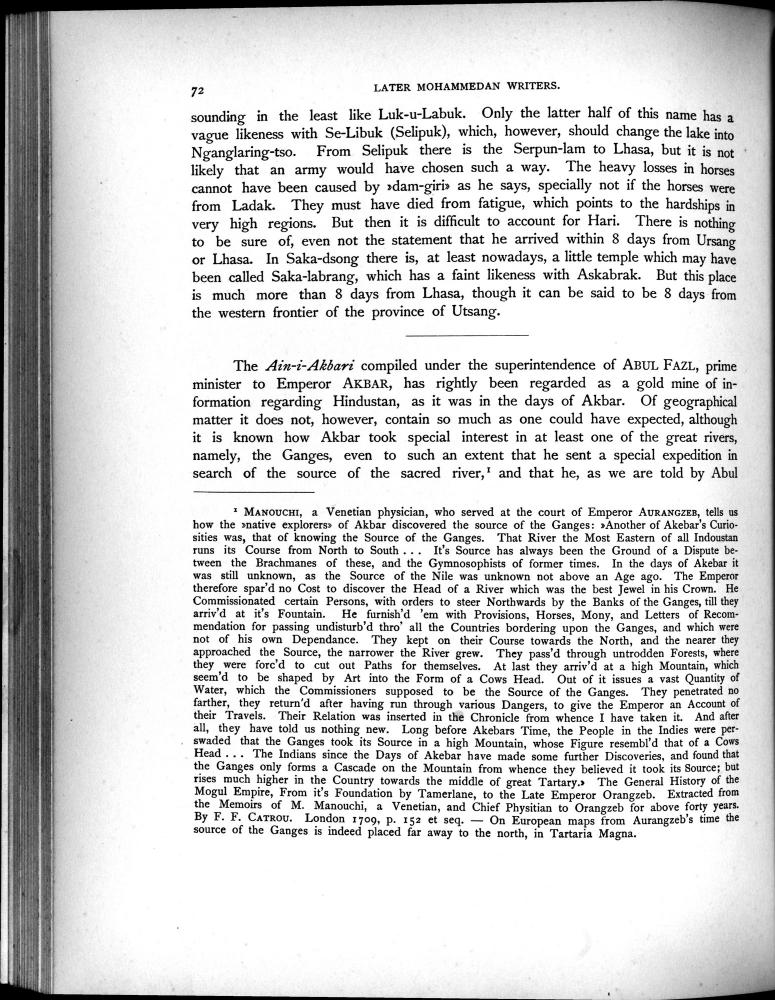 72
LATER MOHAMMEDAN WRITERS.
sounding in the least like Luk-u-Labuk. Only the latter half of this name has a
vague likeness with Se-Libuk (Selipuk), which, however, should change the lake into
Nganglaring-tso. From Selipuk there is the Serpun-lam to Lhasa, but it is not
likely that an army would have chosen such a way. The heavy losses in horses
cannot have been caused by »dam-giri» as he says, specially not if the horses were
from Ladak. They must have died from fatigue, which points to the hardships in
very high regions. But then it is difficult to account for Hari. There is nothing
to be sure of, even not the statement that he arrived within 8 days from Ursang
or Lhasa. In Saka-dsong there is, at least nowadays, a little temple which may have
been called Saka-labrang, which has a faint likeness with Askabrak. But this place
is much more than 8 days from Lhasa, though it can be said to be 8 days from
the western frontier of the province of Utsang.
The Ain-i-Akbari compiled under the superintendence of ABUL FAZL, prime
minister to Emperor AKBAR, has rightly been regarded as a gold mine of in-
formation regarding Hindustan, as it was in the days of Akbar. Of geographical
matter it does not, however, contain so much as one could have expected, although
it is known how Akbar took special interest in at least one of the great rivers,
namely, the Ganges, even to such an extent that he sent a special expedition in
search of the source of the sacred river,¹ and that he, as we are told by Abul
¹ MANOUCHI, a Venetian physician, who served at the court of Emperor AURANGZEB, tells us
how the »native explorers» of Akbar discovered the source of the Ganges: »Another of Akebar's Curio-
sities was, that of knowing the Source of the Ganges. That River the Most Eastern of all Indoustan
runs its Course from North to South . . . It's Source has always been the Ground of a Dispute be-
tween the Brachmanes of these, and the Gymnosophists of former times. In the days of Akebar it
was still unknown, as the Source of the Nile was unknown not above an Age ago. The Emperor
therefore spar'd no Cost to discover the Head of a River which was the best Jewel in his Crown. He
Commissionated certain Persons, with orders to steer Northwards by the Banks of the Ganges, till they
arriv'd at it's Fountain. He furnish'd 'em with Provisions, Horses, Mony, and Letters of Recom-
mendation for passing undisturb'd thro' all the Countries bordering upon the Ganges, and which were
not of his own Dependance. They kept on their Course towards the North, and the nearer they
approached the Source, the narrower the River grew. They pass'd through untrodden Forests, where
they were forc'd to cut out Paths for themselves. At last they arriv'd at a high Mountain, which
seem'd to be shaped by Art into the Form of a Cows Head. Out of it issues a vast Quantity of
Water, which the Commissioners supposed to be the Source of the Ganges. They penetrated no
farther, they return'd after having run through various Dangers, to give the Emperor an Account of
their Travels. Their Relation was inserted in the Chronicle from whence I have taken it. And after
all, they have told us nothing new. Long before Akebars Time, the People in the Indies were per-
swaded that the Ganges took its Source in a high Mountain, whose Figure resembl'd that of a Cows
Head . . . The Indians since the Days of Akebar have made some further Discoveries, and found that
the Ganges only forms a Cascade on the Mountain from whence they believed it took its Source; but
rises much higher in the Country towards the middle of great Tartary.» The General History of the
Mogul Empire, From it's Foundation by Tamerlane, to the Late Emperor Orangzeb. Extracted from
the Memoirs of M. Manouchi, a Venetian, and Chief Physitian to Orangzeb for above forty years.
By F. F. CATROU. London 1709, p. 152 et seq. — On European maps from Aurangzeb's time the
source of the Ganges is indeed placed far away to the north, in Tartaria Magna.